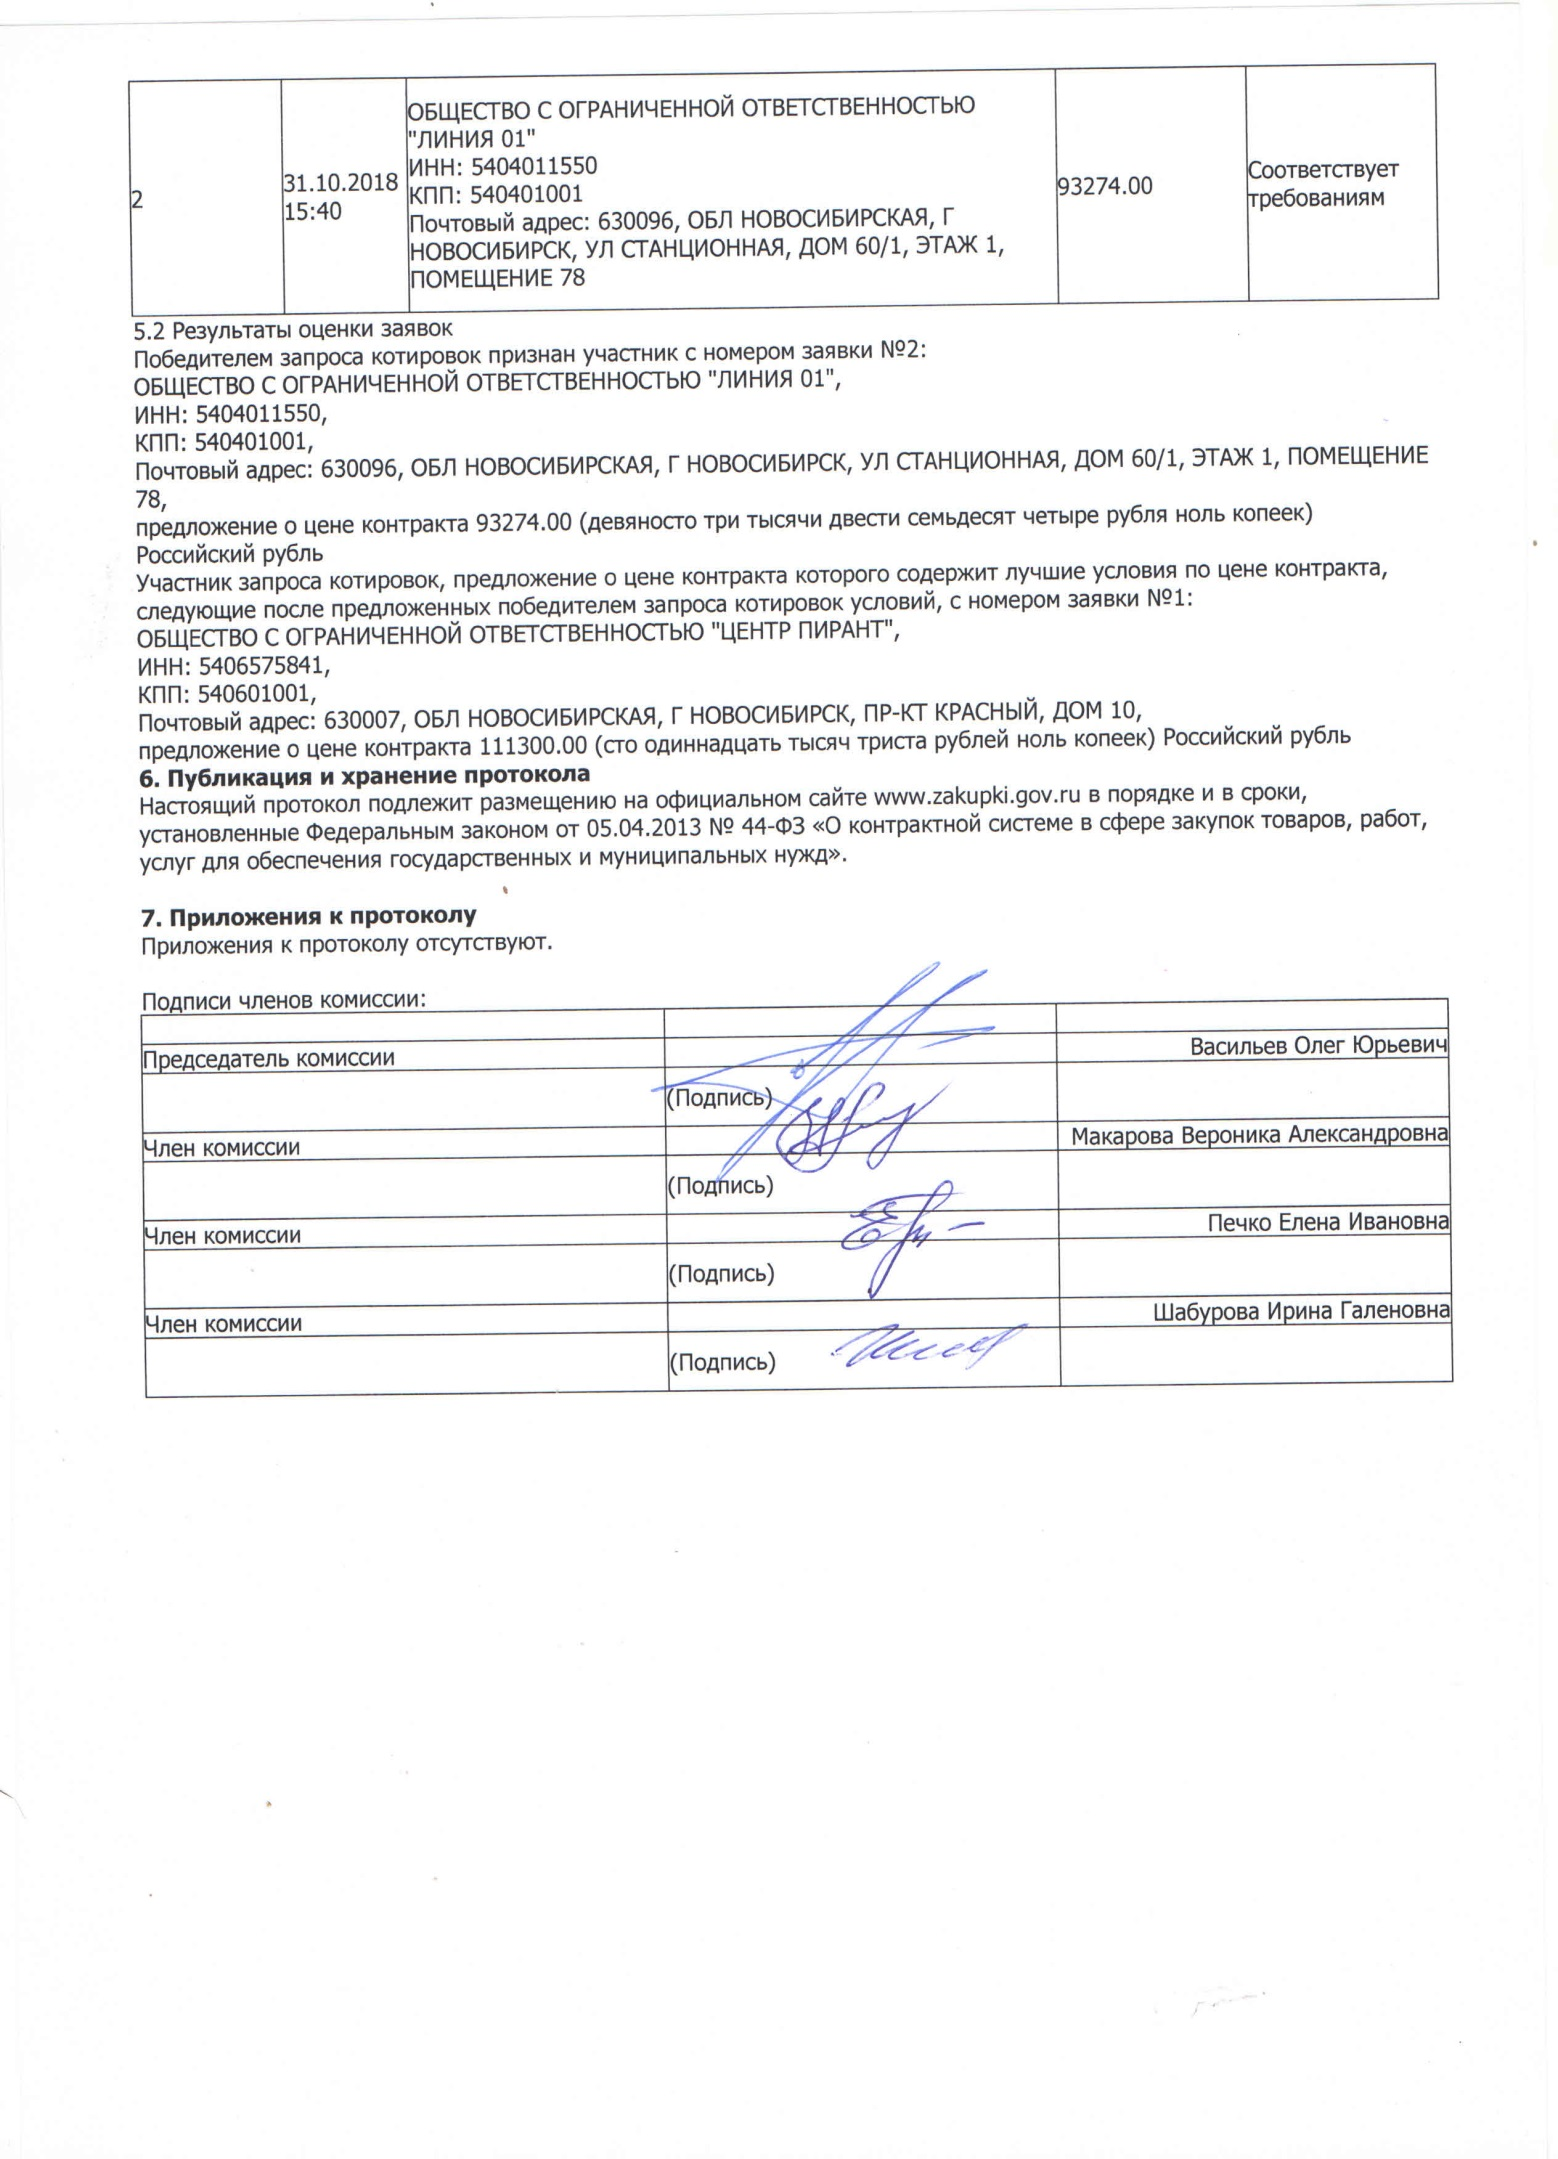 2
31.10.2018
15:40
ОБЩЕСТВО С ОГРАНИЧЕННОЙ ОТВЕТСТВЕННОСТЬЮ
"ЛИНИЯ 01"
ИНН: 5404011550
КПП: 540401001
Почтовый адрес: 630096, ОБЛ НОВОСИБИРСКАЯ, Г
НОВОСИБИРСК, УЛ СТАНЦИОННАЯ, ДОМ 60/1, ЭТАЖ 1,
ПОМЕЩЕНИЕ 78
93274.00
Соответствует
требованиям
5.2 Результаты оценки заявок
Победителем запроса котировок признан участник с номером заявки №2:
ОБЩЕСТВО С ОГРАНИЧЕННОЙ ОТВЕТСТВЕННОСТЬЮ "ЛИНИЯ 01",
ИНН: 5404011550,
КПП: 540401001,
Почтовый адрес: 630096, ОБЛ НОВОСИБИРСКАЯ, Г НОВОСИБИРСК, УЛ СТАНЦИОННАЯ, ДОМ 60/1, ЭТАЖ 1, ПОМЕЩЕНИЕ
78,
предложение о цене контракта 93274.00 (девяносто три тысячи двести семьдесят четыре рубля ноль копеек)
Российский рубль
Участник запроса котировок, предложение о цене контракта которого содержит лучшие условия по цене контракта,
следующие после предложенных победителем запроса котировок условий, с номером заявки №1:
ОБЩЕСТВО С ОГРАНИЧЕННОЙ ОТВЕТСТВЕННОСТЬЮ "ЦЕНТР ПИРАНТ",
ИНН: 5406575841,
КПП: 540601001,
Почтовый адрес: 630007, ОБЛ НОВОСИБИРСКАЯ, Г НОВОСИБИРСК, ПР-КТ КРАСНЫЙ, ДОМ 10,
предложение о цене контракта 111300.00 (сто одиннадцать тысяч триста рублей ноль копеек) Российский рубль
6. Публикация и хранение протокола
Настоящий протокол подлежит размещению на официальном сайте www.zakupki.gov.ru в порядке и в сроки,
установленные Федеральным законом от 05.04.2013 № 44-ФЗ «О контрактной системе в сфере закупок товаров, работ,
услуг для обеспечения государственных и муниципальных нужд».
7. Приложения к протоколу
Приложения к протоколу отсутствуют.
Подписи членов комиссии:
Председатель комиссии
Васильев Олег Юрьевич
(Подпись)
Член комиссии
Макарова Вероника Александровна
(Подпись)
Член комиссии
Печко Елена Ивановна
(Подпись)
Член комиссии
Шабурова Ирина Галеновна
(Подпись)